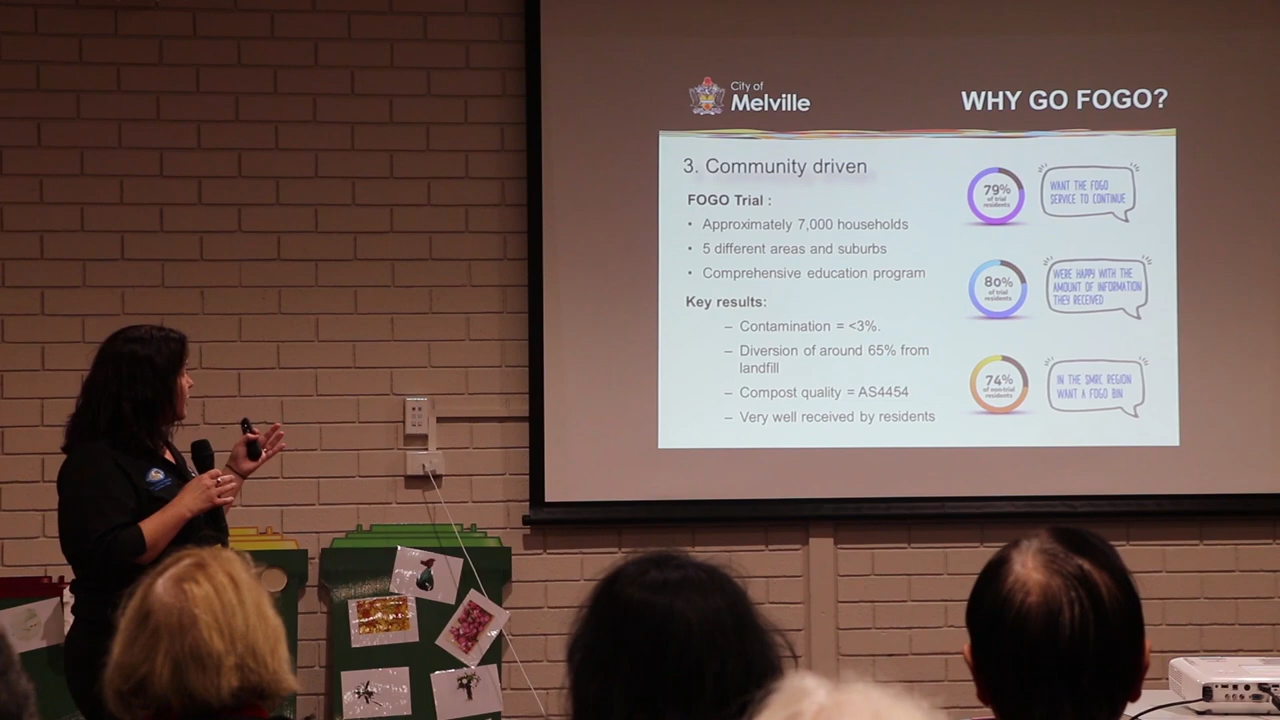 City of
Melville
WHY GO FOGO?
3. Community driven
FOGO Trial :
• Approximately 7,000 households
• 5 different areas and suburbs
• Comprehensive education program
Key results:
– Contamination = <3%.
– Diversion of around 65% from
landfill
– Compost quality = AS4454
– Very well received by residents
79%
of trial
residents
WANT THE FOGO
SERVICE TO CONTINUE
80%
of trial
residents
WERE HAPPY WITH THE
AMOUNT OF INFORMATION
THEY RECEIVED
74%
of non-trial
residents
IN THE SMRC REGION
WANT A FOGO BIN